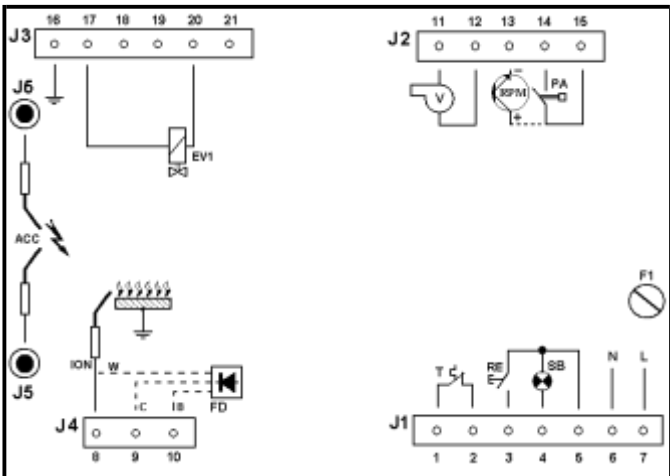 16 17 18 19 20 21
J3
11 12 13 14 15
J2
J6
V
RPM
-
+
PA
EV1
ACC
F1
J5
ION
W
C
B
FD
T
RE
SB
N
L
J4
8 9 10
J1
1 2 3 4 5 6 7